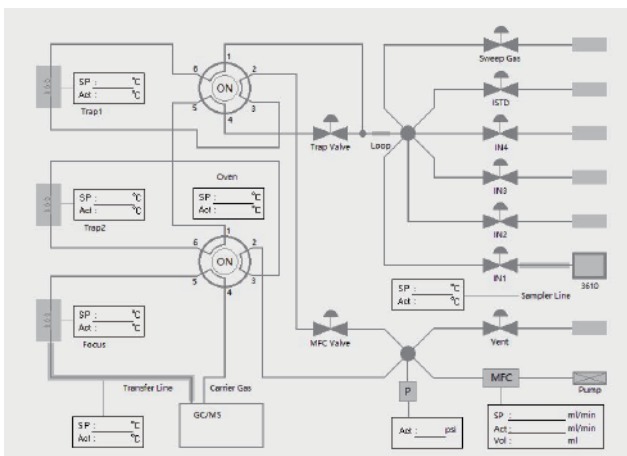 1
6
2
ON
5
3
4
SP : ℃
Act : ℃
Trap1
Sweep Gas
ISTD
Trap Valve
Loop
IN4
IN3
Oven
SP : ℃
Act : ℃
SP : ℃
Act : ℃
Trap2
IN2
1
6
2
ON
5
3
4
IN1
3610
SP : ℃
Act : ℃
Sampler Line
SP : ℃
Act : ℃
Focus
MFC Valve
Vent
Transfer Line
Carrier Gas
P
MFC
Pump
GC/MS
SP : ℃
Act : ℃
Act : psi
SP : ml/min
Act : ml/min
Vol : ml